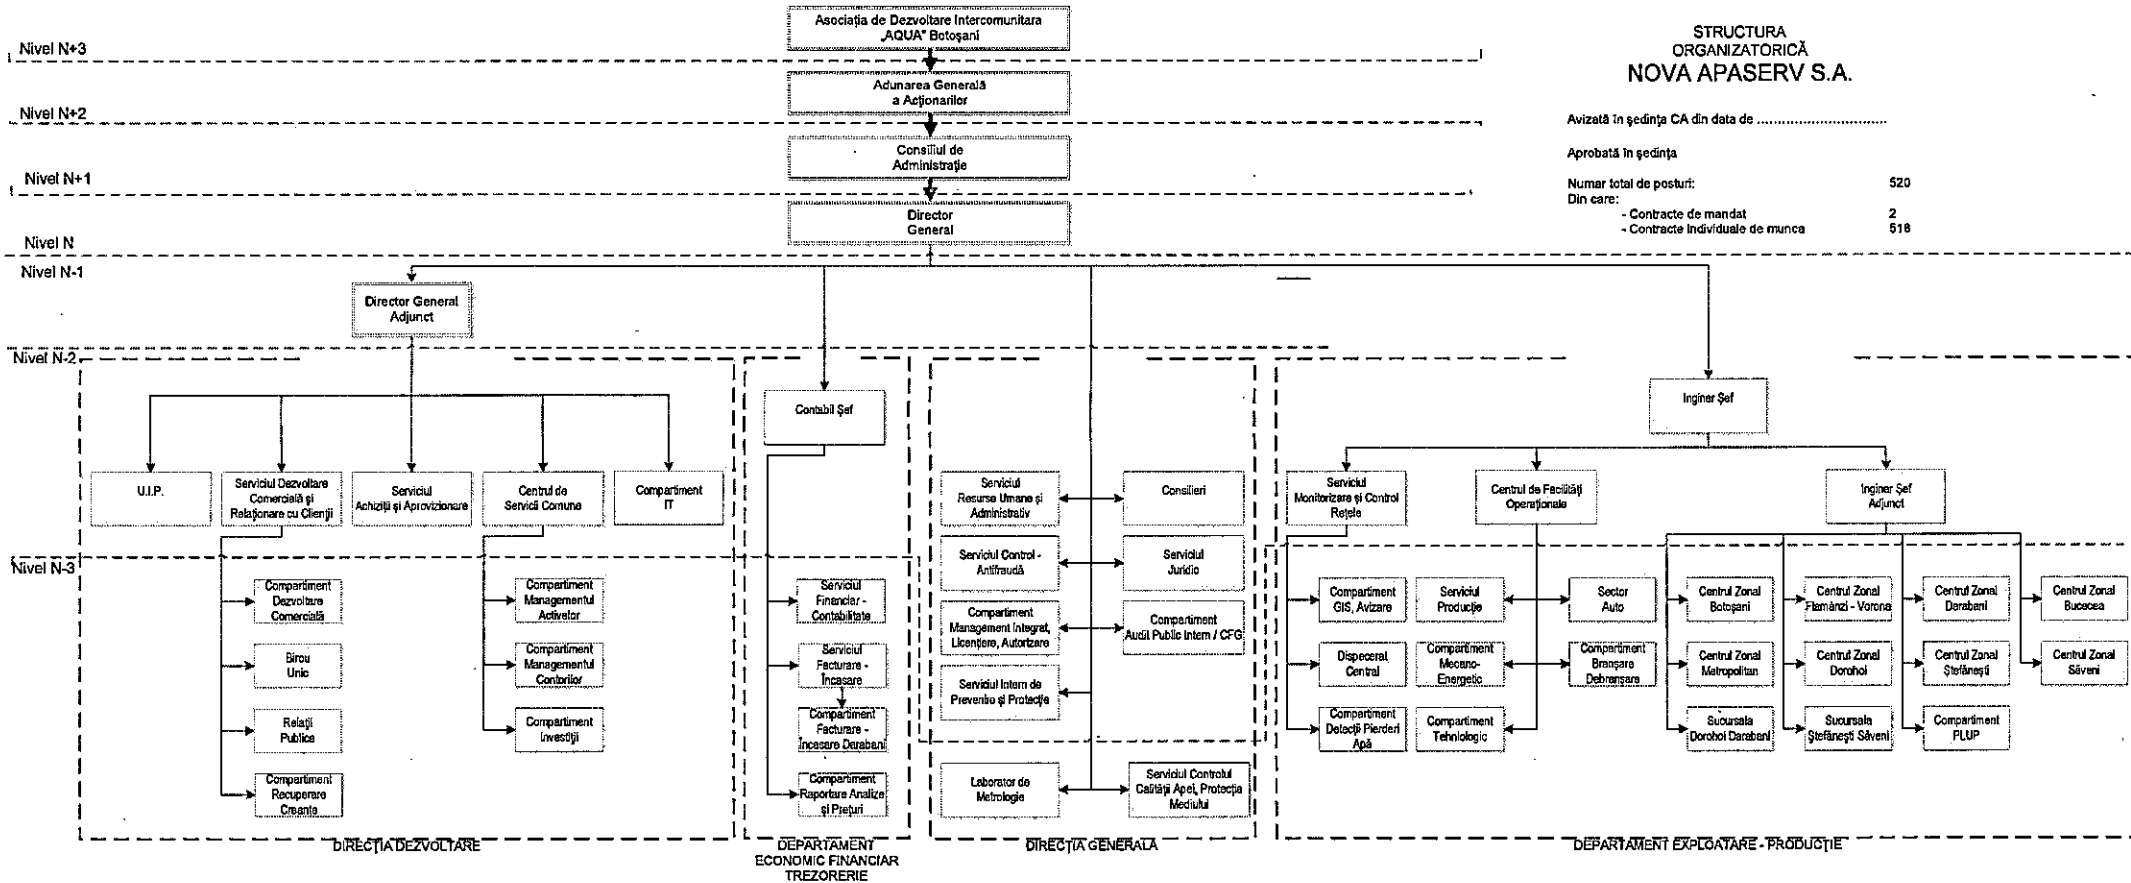 Asociația de Dezvoltare Intercomunitara
„AQUA" Botoșani
STRUCTURA
ORGANIZATORICĂ
NOVA APASERV S.A.
Nivel N+3
Adunarea Generală
a Acționarilor
Nivel N+2
Avizată în ședința CA din data de ................................
Consiliul de
Administrație
Aprobată în ședința
Nivel N+1
Numar total de posturi: 520
Din care:
- Contracte de mandat 2
- Contracte Individuale de munca 518
Director
General
Nivel N
Nivel N-1
Director General
Adjunct
Nivel N-2
Contabil Șef
Inginer Șef
U.I.P.
Serviciul Dezvoltare
Comercială și
Relaționare cu Clienții
Serviciul
Achiziții și Aprovizionare
Centrul de
Servicii Comune
Compartiment
IT
Serviciul
Resurse Umane și
Administrativ
Consilieri
Serviciul
Monitorizare și Control
Rețele
Centrul de Facilități
Operaționale
Inginer Șef
Adjunct
Nivel N-3
Serviciul Control -
Antifraudă
Serviciul
Juridic
Compartiment
Dezvoltare
Comercială
Compartiment
Managementul
Activelor
Serviciul
Financiar -
Contabilitate
Compartiment
Management Integrat,
Licențiere, Autorizare
Compartiment
Audit Public Intern / CFG
Compartiment
GIS, Avizare
Serviciul
Producție
Sector
Auto
Centrul Zonal
Botoșani
Centrul Zonal
Flămânzi - Vorona
Centrul Zonal
Darabani
Centrul Zonal
Bucecea
Birou
Unic
Compartiment
Managementul
Contorilor
Serviciul
Facturare -
Încasare
Serviciul Intern de
Preventie și Protecție
Dispecerat
Central
Compartiment
Mecano-
Energetic
Compartiment
Branșare
Debranșare
Centrul Zonal
Metropolitan
Centrul Zonal
Dorohoi
Centrul Zonal
Ștefănești
Centrul Zonal
Săveni
Relații
Publice
Compartiment
Investiții
Compartiment
Facturare -
Încasare Darabani
Compartiment
Detecții Pierderi
Apă
Compartiment
Tehnologic
Sucursala
Dorohoi Darabani
Sucursala
Ștefănești Săveni
Compartiment
PLUP
Compartiment
Recuperare
Creanțe
Compartiment
Raportare Analize
și Prețuri
Laborator de
Metrologie
Serviciul Controlul
Calității Apei, Protecția
Mediului
DIRECȚIA DEZVOLTARE
DEPARTAMENT
ECONOMIC FINANCIAR
TREZORERIE
DIRECȚIA GENERALĂ
DEPARTAMENT EXPLOATARE - PRODUCȚIE